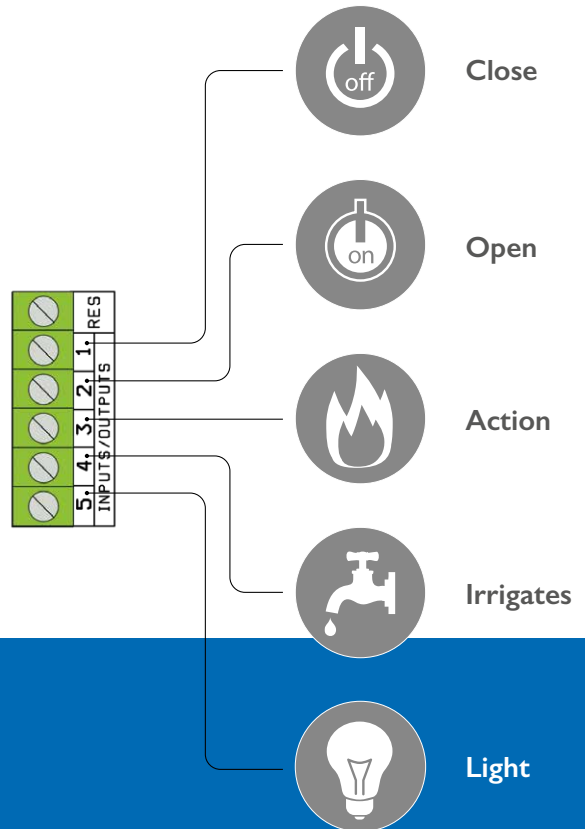 off
Close
on
Open
RES
1.
2.
3.
4.
5.
INPUTS/OUTPUTS
Action
Irrigates
Light